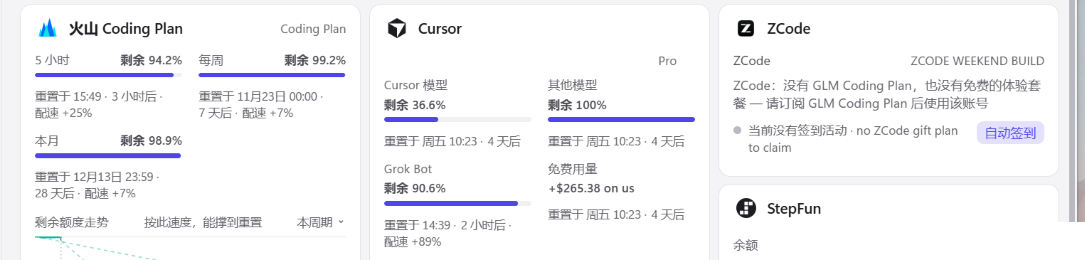 火山 Coding Plan
Coding Plan
5 小时
剩余 94.2%
每周
剩余 99.2%
重置于 15:49 · 3 小时后 ·
配速 +25%
重置于 11月23日 00:00 ·
7 天后 · 配速 +7%
本月
剩余 98.9%
重置于 12月13日 23:59 ·
28 天后 · 配速 +7%
剩余额度走势
按此速度，能撑到重置
本周期
Cursor
Pro
Cursor 模型
剩余 36.6%
其他模型
剩余 100%
重置于 周五 10:23 · 4 天后
重置于 周五 10:23 · 4 天后
Grok Bot
剩余 90.6%
免费用量
+$265.38 on us
重置于 14:39 · 2 小时后 ·
配速 +89%
重置于 周五 10:23 · 4 天后
ZCode
ZCode
ZCODE WEEKEND BUILD
ZCode：没有 GLM Coding Plan，也没有免费的体验套
餐 — 请订阅 GLM Coding Plan 后使用该账号
当前没有签到活动 · no ZCode gift plan
to claim
自动签到
StepFun
余额